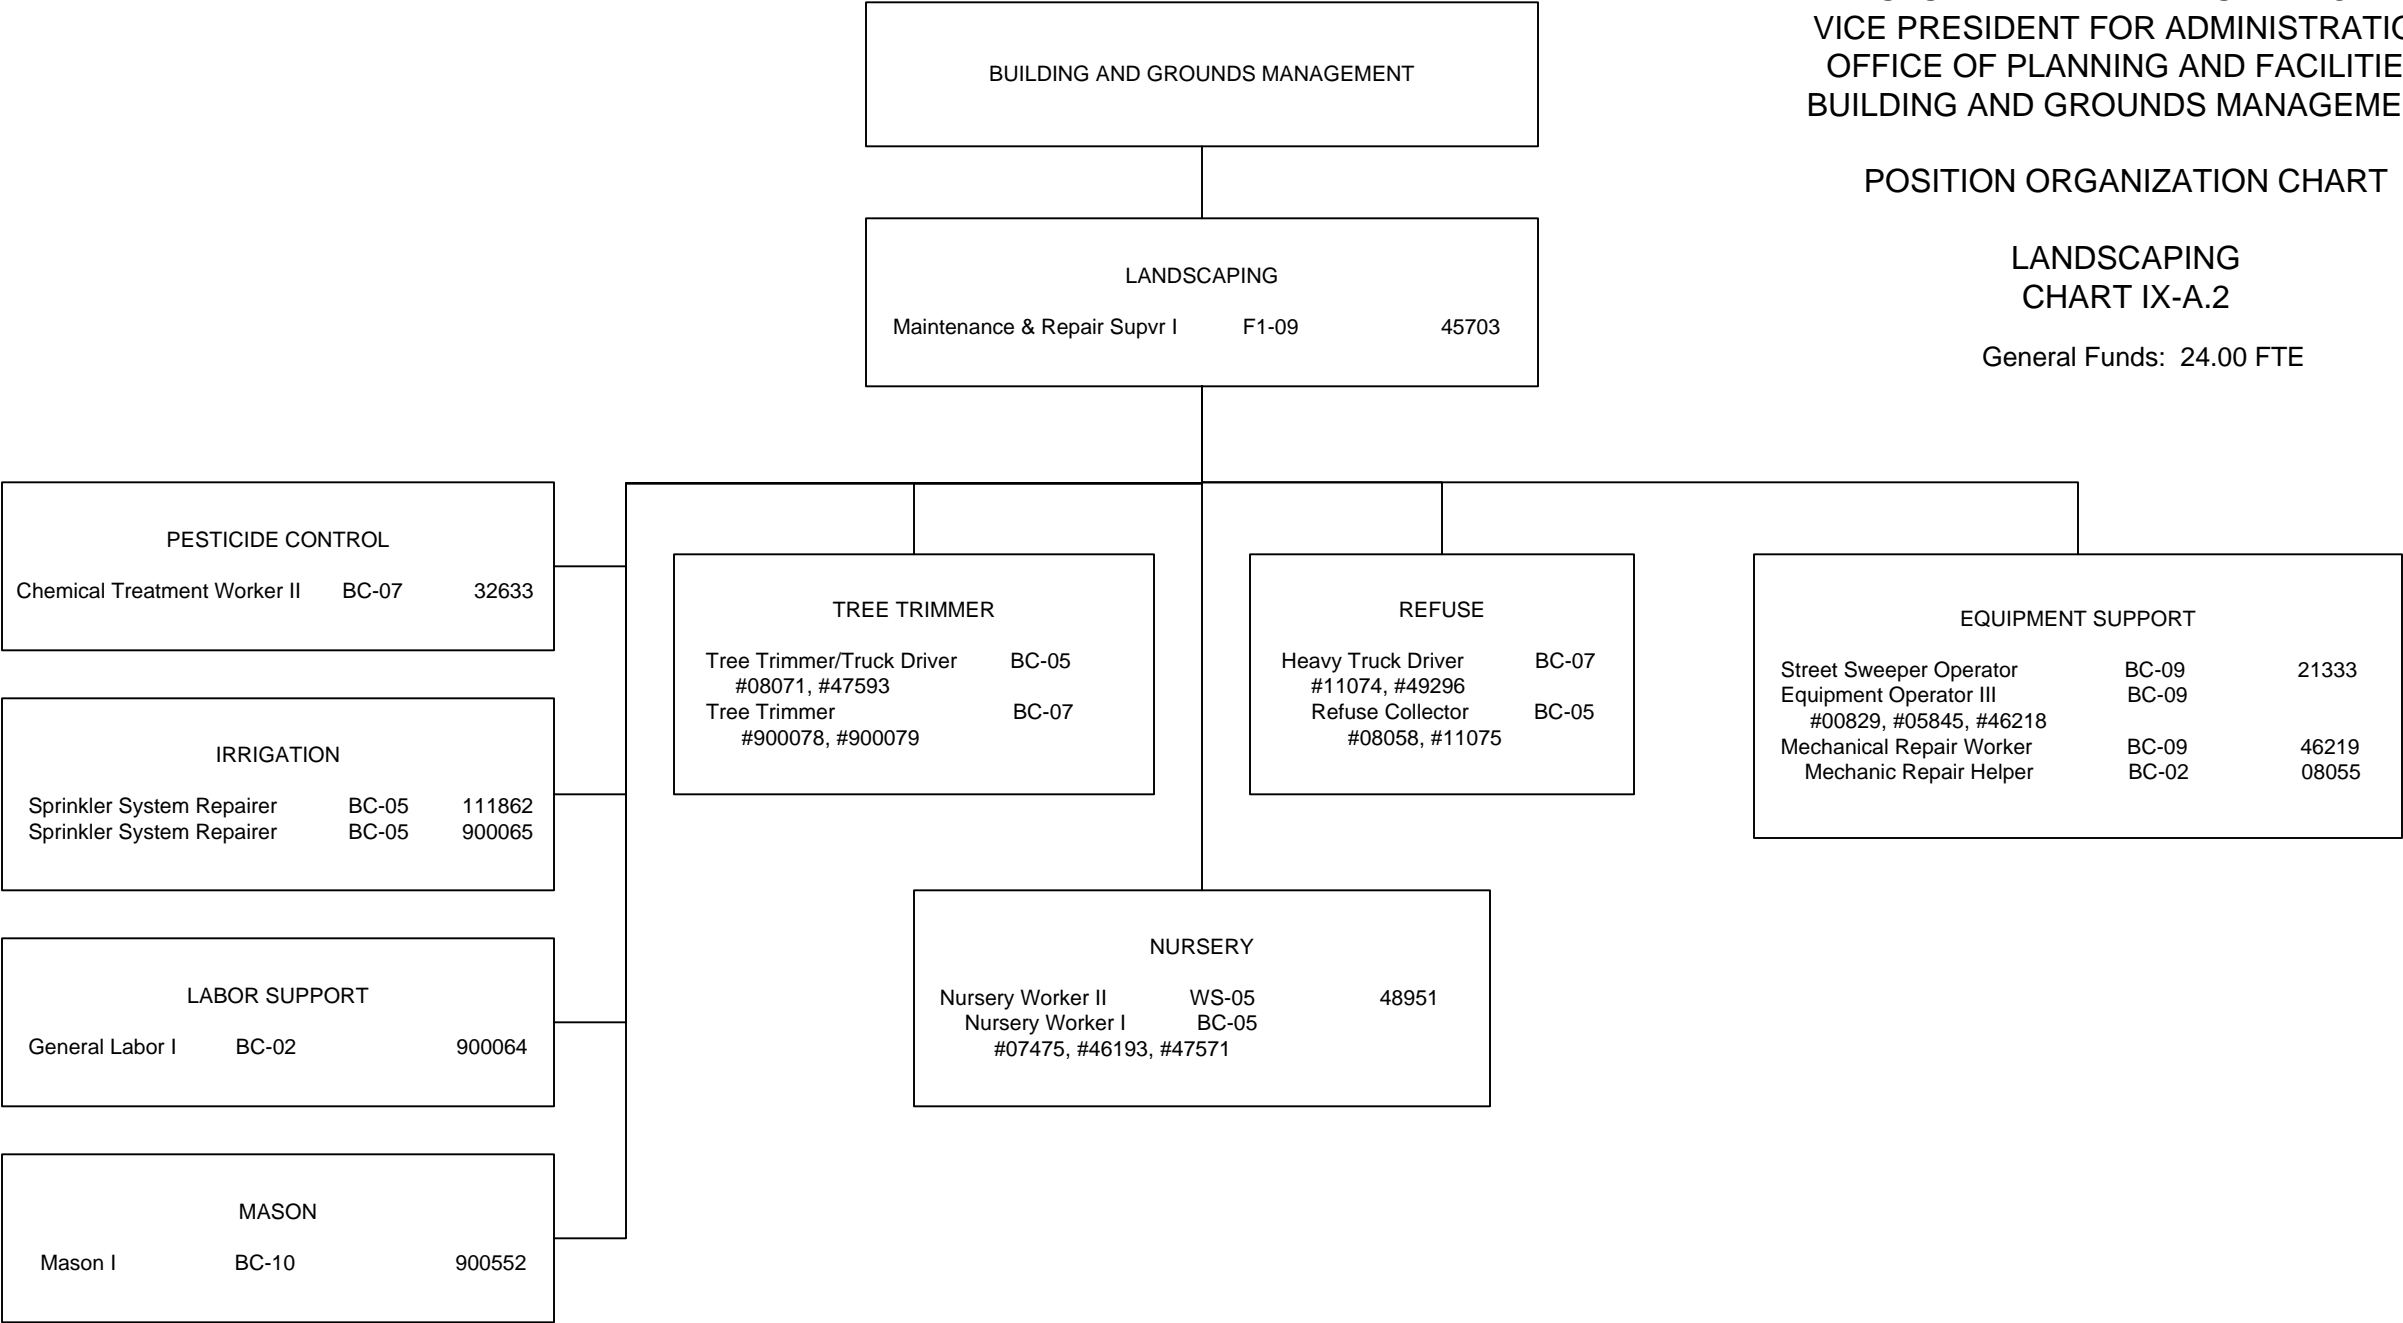 VICE PRESIDENT FOR ADMINISTRATIO
OFFICE OF PLANNING AND FACILITIE
BUILDING AND GROUNDS MANAGEME
POSITION ORGANIZATION CHART
LANDSCAPING
CHART IX-A.2
General Funds: 24.00 FTE
BUILDING AND GROUNDS MANAGEMENT
LANDSCAPING
Maintenance & Repair Supvr I F1-09 45703
PESTICIDE CONTROL
Chemical Treatment Worker II BC-07 32633
IRRIGATION
Sprinkler System Repairer BC-05 111862
Sprinkler System Repairer BC-05 900065
LABOR SUPPORT
General Labor I BC-02 900064
MASON
Mason I BC-10 900552
TREE TRIMMER
Tree Trimmer/Truck Driver BC-05
#08071, #47593
Tree Trimmer BC-07
#900078, #900079
REFUSE
Heavy Truck Driver BC-07
#11074, #49296
Refuse Collector BC-05
#08058, #11075
EQUIPMENT SUPPORT
Street Sweeper Operator BC-09 21333
Equipment Operator III BC-09
#00829, #05845, #46218
Mechanical Repair Worker BC-09 46219
Mechanic Repair Helper BC-02 08055
NURSERY
Nursery Worker II WS-05 48951
Nursery Worker I BC-05
#07475, #46193, #47571